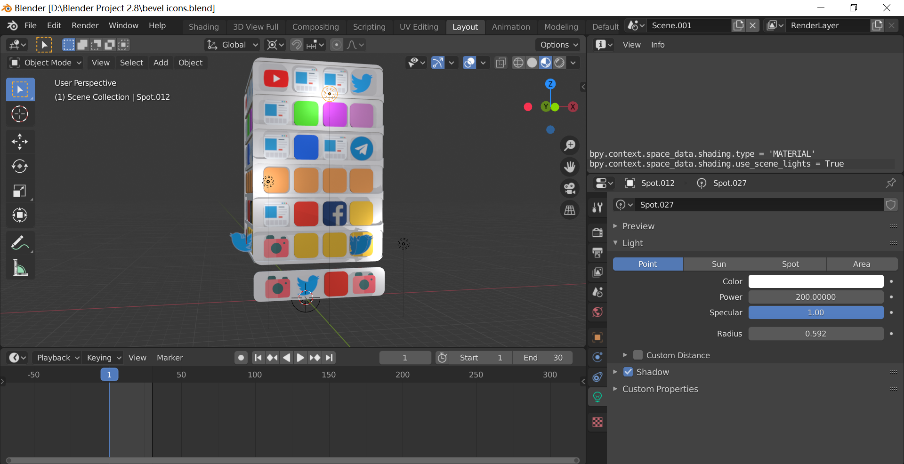 Blender [D:\Blender Project 2.8\bevel icons.blend]
File Edit Render Window Help Shading 3D View Full Compositing Scripting UV Editing Layout Animation Modeling Default Scene.001 RenderLayer
Global Options
View Info
Object Mode View Select Add Object
User Perspective
(1) Scene Collection | Spot.012
Z
Y X
f
bpy.context.space_data.shading.type = 'MATERIAL'
bpy.context.space_data.shading.use_scene_lights = True
Spot.012 Spot.027
Spot.027
Preview
Light
Point Sun Spot Area
Color
Power 200.00000
Specular 1.00
Radius 0.592
Custom Distance
Shadow
Custom Properties
Playback Keying View Marker 1 Start 1 End 30
-50 1 50 100 150 200 250 300